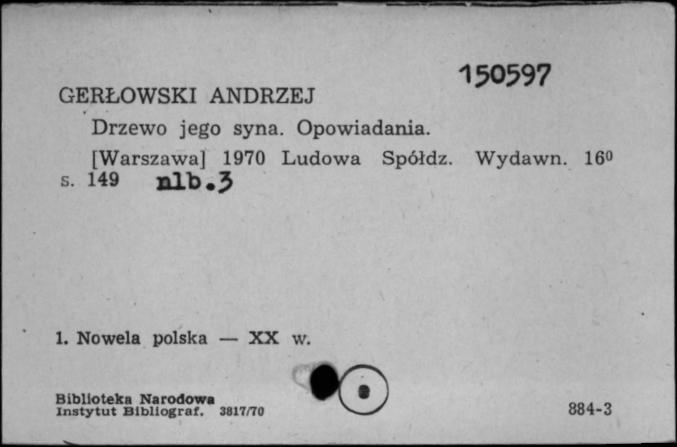 150597
GERŁOWSKI ANDRZEJ
Drzewo jego syna. Opowiadania.
[Warszawa] 1970 Ludowa Spółdz. Wydawn. 16⁰
s. 149 nlb.3
1. Nowela polska — XX w.
Biblioteka Narodowa
Instytut Bibliograf. 3817/70
884-3